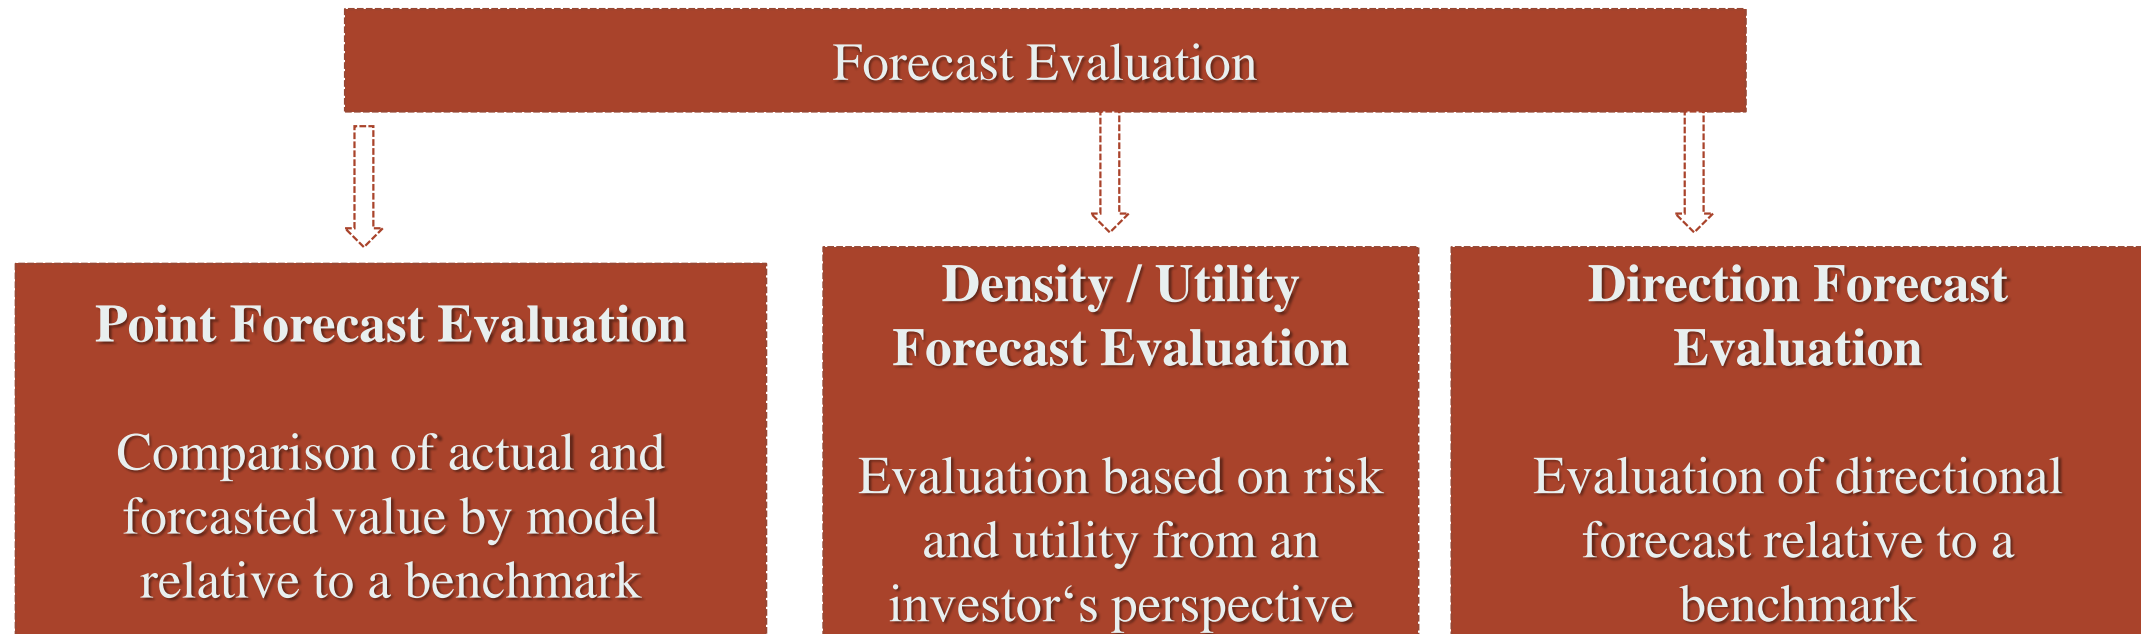 Forecast Evaluation
Point Forecast Evaluation
Comparison of actual and
forcasted value by model
relative to a benchmark
Density / Utility
Forecast Evaluation
Evaluation based on risk
and utility from an
investor‘s perspective
Direction Forecast
Evaluation
Evaluation of directional
forecast relative to a
benchmark